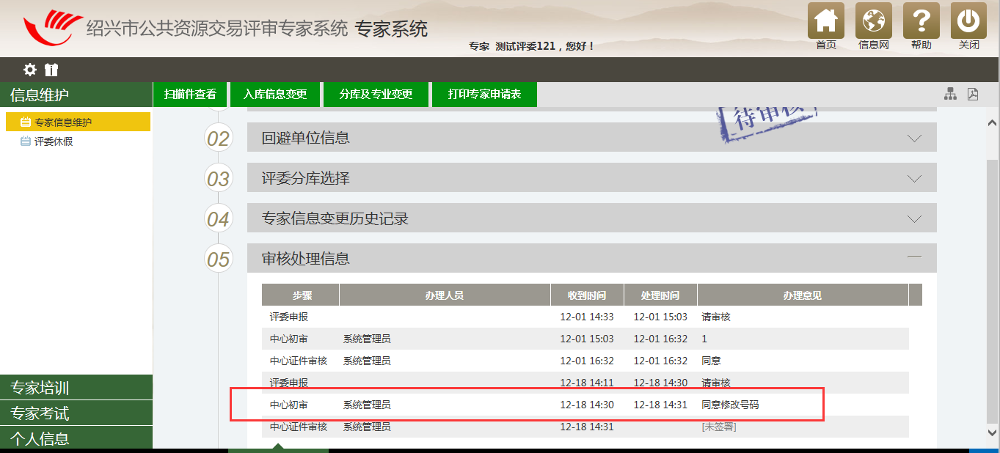 绍兴市公共资源交易评审专家系统 专家系统
专家 测试评委121，您好！
首页 信息网 帮助 关闭
信息维护
扫描件查看 入库信息变更 分库及专业变更 打印专家申请表
专家信息维护
评委休假
待审核
02 回避单位信息
03 评委分库选择
04 专家信息变更历史记录
05 审核处理信息
步骤 办理人员 收到时间 处理时间 办理意见
评委申报 12-01 14:33 12-01 15:03 请审核
中心初审 系统管理员 12-01 15:03 12-01 16:32 1
中心证件审核 系统管理员 12-01 16:32 12-01 16:32 同意
评委申报 12-18 14:11 12-18 14:30 请审核
中心初审 系统管理员 12-18 14:30 12-18 14:31 同意修改号码
中心证件审核 系统管理员 12-18 14:31 [未签署]
专家培训
专家考试
个人信息